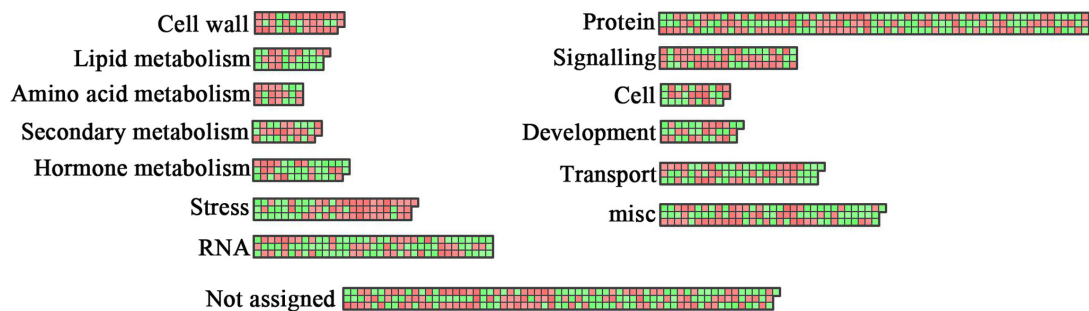 Cell wall
Lipid metabolism
Amino acid metabolism
Secondary metabolism
Hormone metabolism
Stress
RNA
Not assigned
Protein
Signalling
Cell
Development
Transport
misc